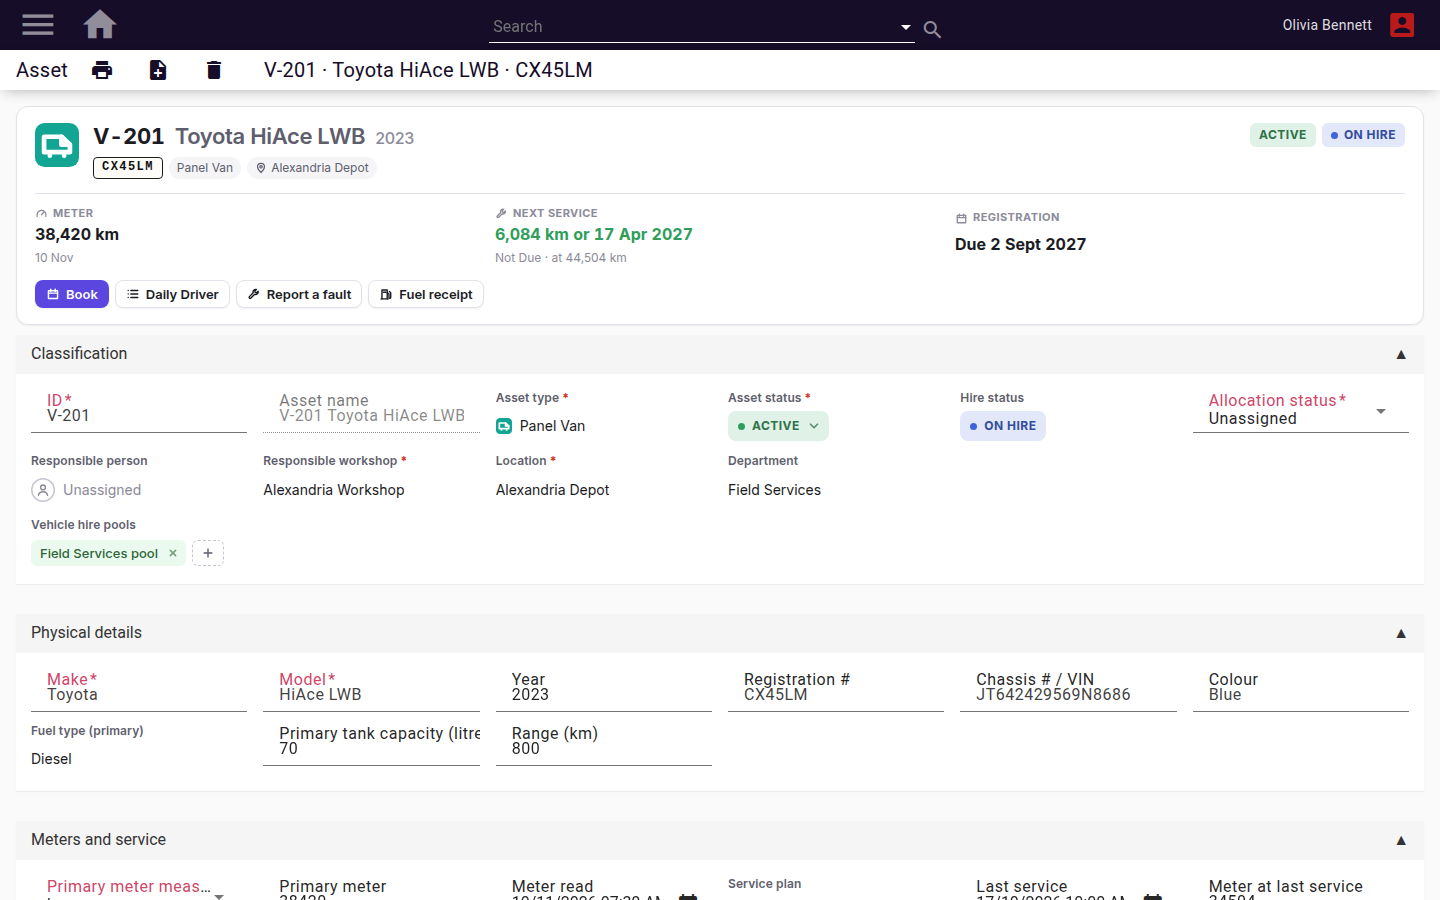 Search
Olivia Bennett
Asset
V-201 · Toyota HiAce LWB · CX45LM
V-201 Toyota HiAce LWB 2023
ACTIVE
ON HIRE
CX45LM
Panel Van
Alexandria Depot
METER
NEXT SERVICE
REGISTRATION
38,420 km
6,084 km or 17 Apr 2027
Due 2 Sept 2027
10 Nov
Not Due · at 44,504 km
Book
Daily Driver
Report a fault
Fuel receipt
Classification
ID*
Asset name
Asset type *
Asset status *
Hire status
Allocation status*
V-201
V-201 Toyota HiAce LWB
Panel Van
ACTIVE
ON HIRE
Unassigned
Responsible person
Responsible workshop *
Location *
Department
Unassigned
Alexandria Workshop
Alexandria Depot
Field Services
Vehicle hire pools
Field Services pool ×
+
Physical details
Make*
Model*
Year
Registration #
Chassis # / VIN
Colour
Toyota
HiAce LWB
2023
CX45LM
JT642429569N8686
Blue
Fuel type (primary)
Primary tank capacity (litre
Range (km)
Diesel
70
800
Meters and service
Primary meter meas...
Primary meter
Meter read
Service plan
Last service
Meter at last service